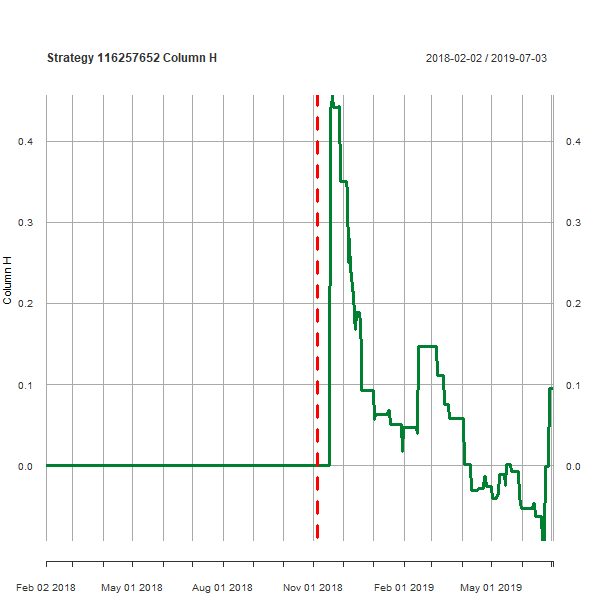 Strategy 116257652 Column H
2018-02-02 / 2019-07-03
Column H
0.4
0.3
0.2
0.1
0.0
0.4
0.3
0.2
0.1
0.0
Feb 02 2018
May 01 2018
Aug 01 2018
Nov 01 2018
Feb 01 2019
May 01 2019